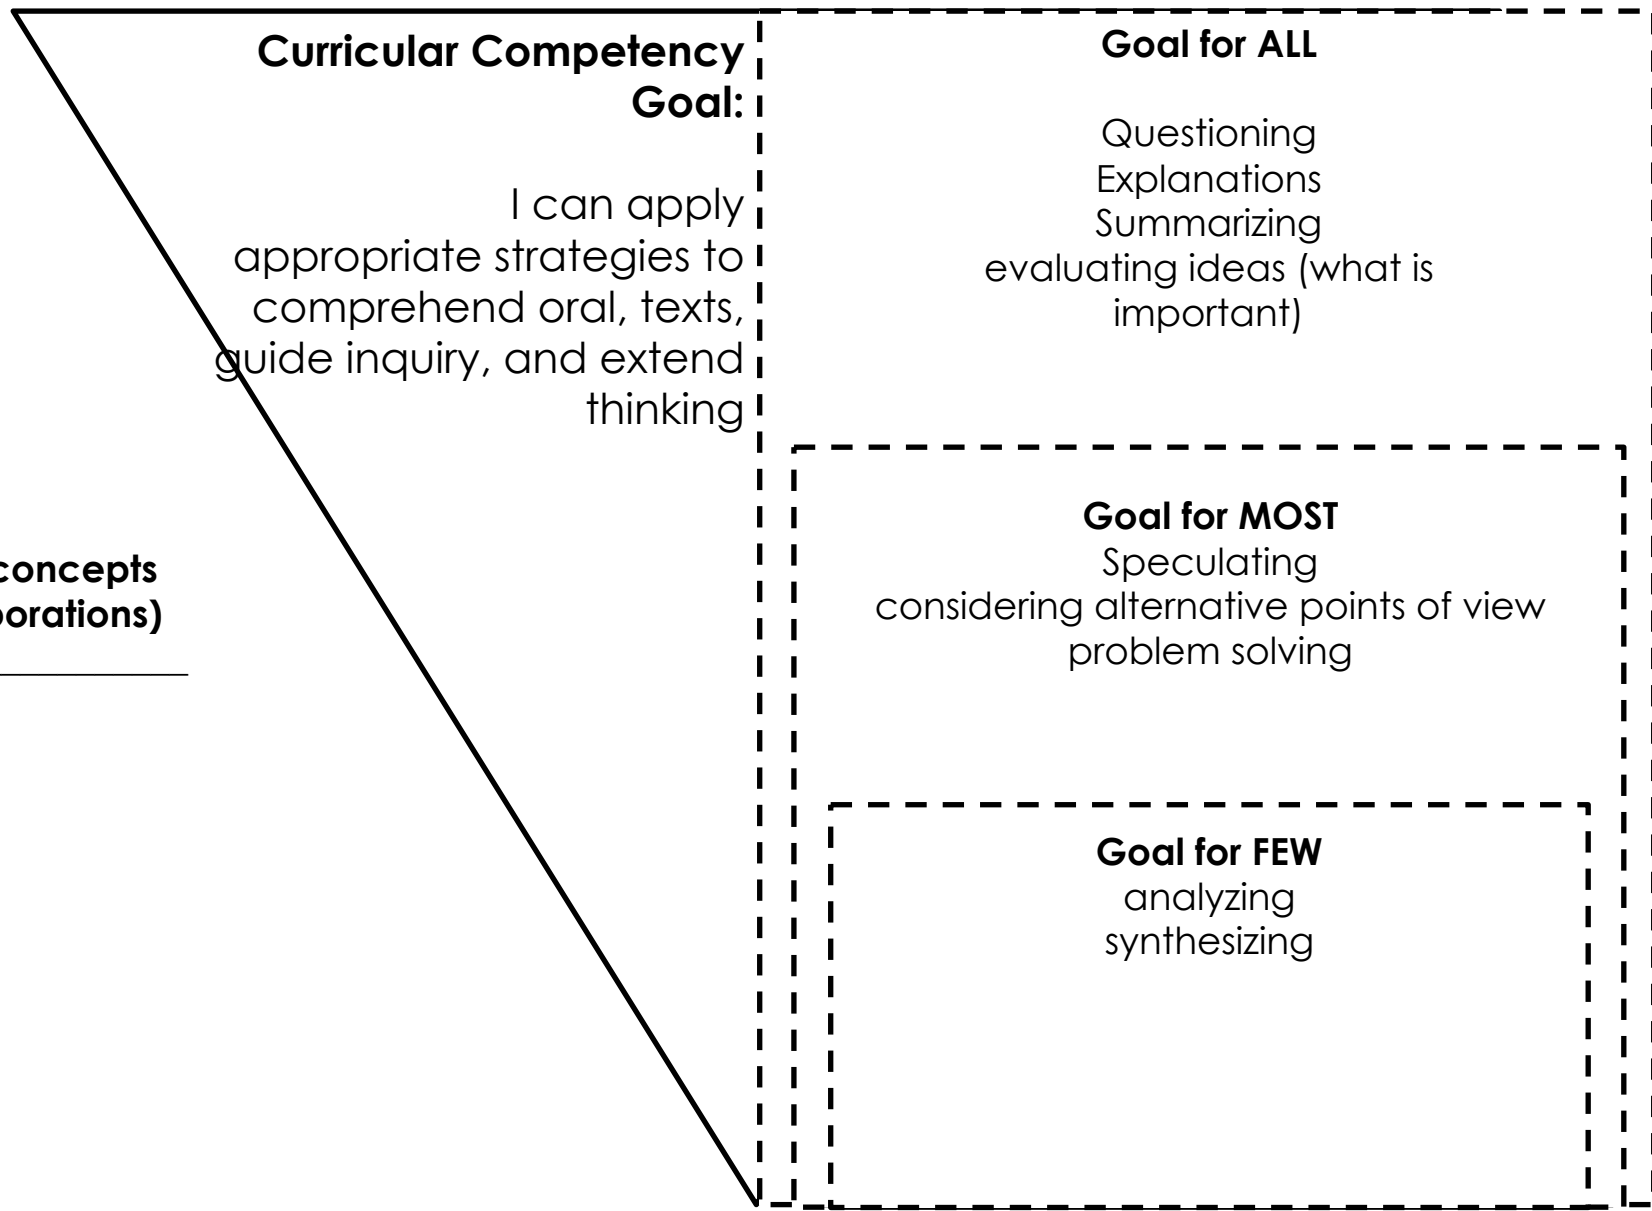 Curricular Competency
Goal:
I can apply
appropriate strategies to
comprehend oral, texts,
guide inquiry, and extend
thinking
concepts
Goal for ALL
Questioning
Explanations
Summarizing
evaluating ideas (what is
important)
Goal for MOST
Speculating
considering alternative points of view
problem solving
Goal for FEW
analyzing
synthesizing